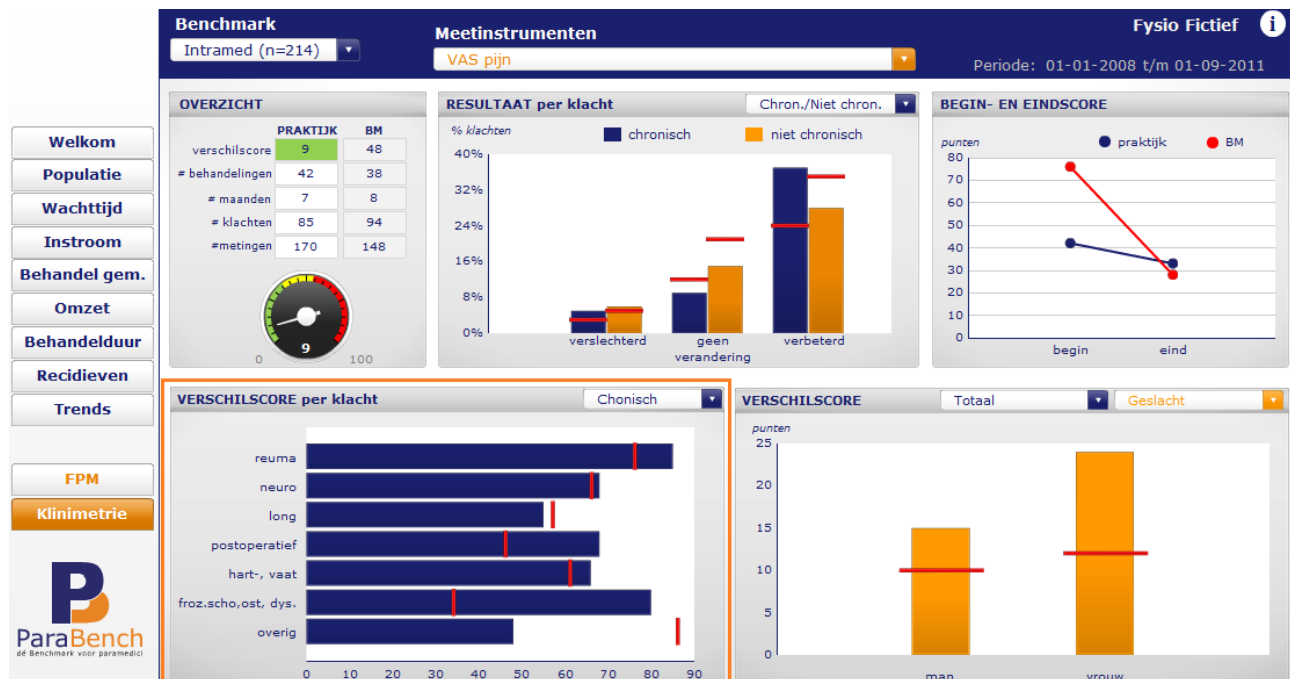 Benchmark
Intramed (n=214)
Meetinstrumenten
VAS pijn
Fysio Fictief
i
Periode: 01-01-2008 t/m 01-09-2011
Welkom
Populatie
Wachttijd
Instroom
Behandel gem.
Omzet
Behandelduur
Recidieven
Trends
FPM
Klinimetrie
ParaBench
dé Benchmark voor paramedici
OVERZICHT
PRAKTIJK BM
verschilscore 9 48
# behandelingen 42 38
# maanden 7 8
# klachten 85 94
#metingen 170 148
9
0 100
RESULTAAT per klacht
Chron./Niet chron.
% klachten
chronisch niet chronisch
40%
32%
24%
16%
8%
0%
verslechterd geen verandering verbeterd
BEGIN- EN EINDSCORE
punten
praktijk BM
80
70
60
50
40
30
20
10
0
begin eind
VERSCHILSCORE per klacht
Chonisch
reuma
neuro
long
postoperatief
hart-, vaat
froz.scho,ost, dys.
overig
0 10 20 30 40 50 60 70 80 90
VERSCHILSCORE
Totaal
Geslacht
punten
25
20
15
10
5
0
man vrouw